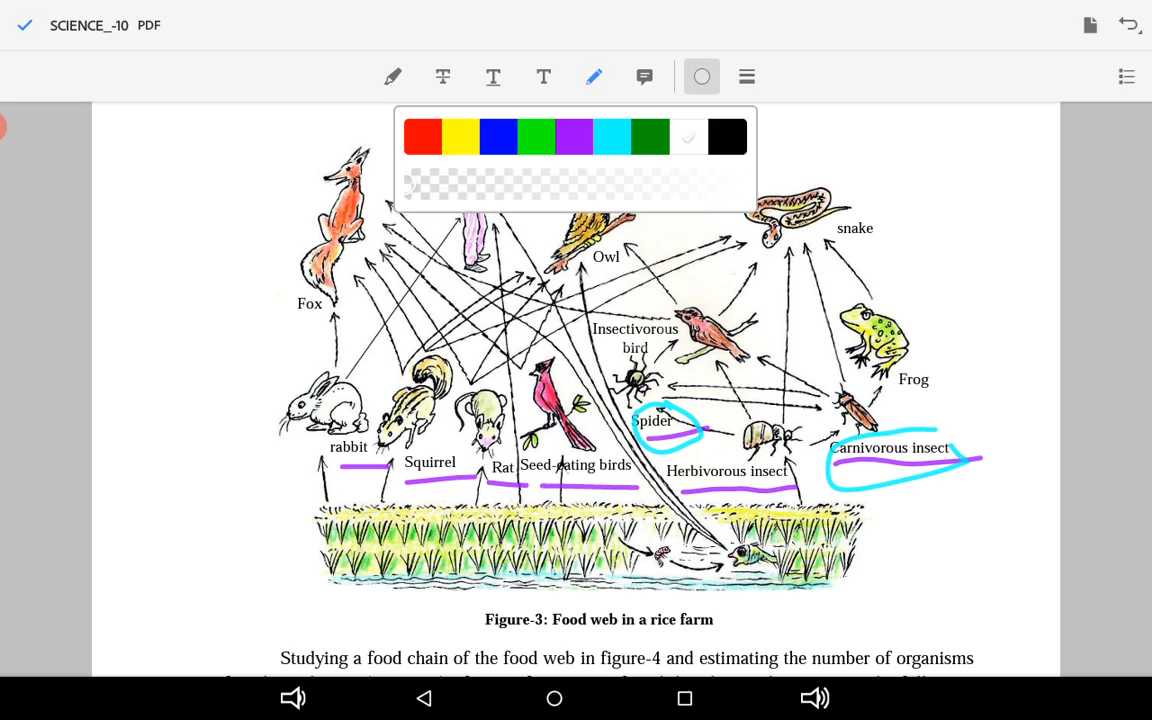 SCIENCE_-10 PDF
snake
Owl
Fox
Insectivorous
bird
Frog
Spider
rabbit
Squirrel
Rat
Seed-eating birds
Herbivorous insect
Carnivorous insect
Figure-3: Food web in a rice farm
Studying a food chain of the food web in figure-4 and estimating the number of organisms